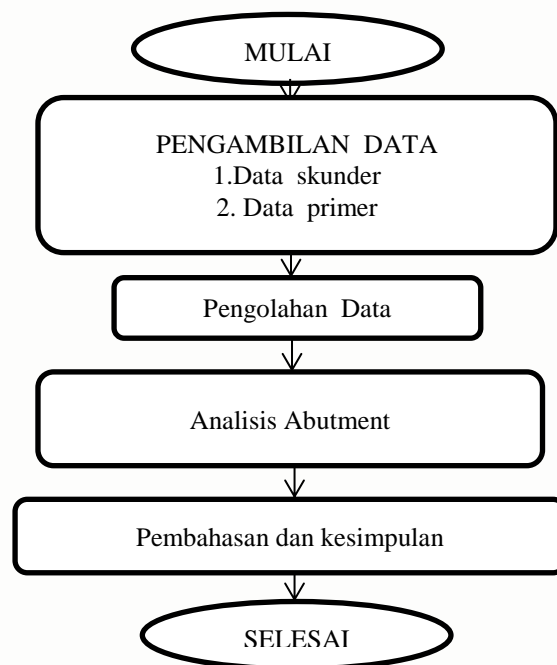 MULAI
PENGAMBILAN DATA
1.Data skunder
2. Data primer
Pengolahan Data
Analisis Abutment
Pembahasan dan kesimpulan
SELESAI